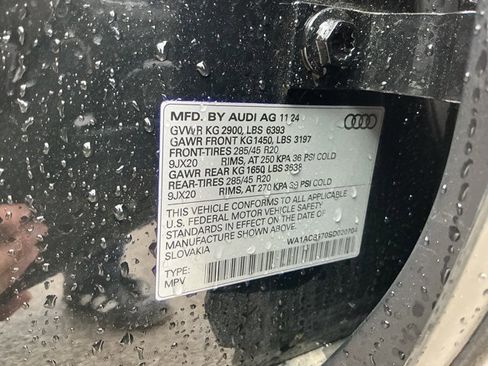 MFD. BY AUDI AG 11 24
GVWR KG 2900, LBS 6393
GAWR FRONT KG 1450, LBS 3197
FRONT-TIRES 285/45 R20
9JX20 RIMS, AT 250 KPA 36 PSI COLD
GAWR REAR KG 1650, LBS 3638
REAR-TIRES 285/45 R20
9JX20 RIMS, AT 270 KPA 39 PSI COLD
THIS VEHICLE CONFORMS TO ALL APPLICABLE
U.S. FEDERAL MOTOR VEHICLE SAFETY
STANDARDS IN EFFECT ON THE DATE OF
MANUFACTURE SHOWN ABOVE.
SLOVAKIA
TYPE:
MPV